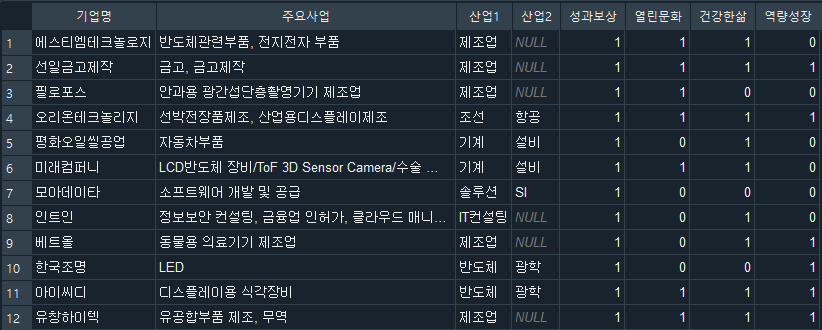 기업명 주요사업 산업1 산업2 성과보상 열린문화 건강한삶 역량성장
1 에스티엠테크놀로지 반도체관련부품, 전지전자 부품 제조업 NULL 1 1 1 0
2 선일금고제작 금고, 금고제작 제조업 NULL 1 1 1 1
3 필로포스 안과용 광간섭단층촬영기기 제조업 제조업 NULL 1 1 0 0
4 오리온테크놀리지 선박전장품제조, 산업용디스플레이제조 조선 항공 1 1 1 1
5 평화오일씰공업 자동차부품 기계 설비 1 0 1 0
6 미래컴퍼니 LCD반도체 장비/ToF 3D Sensor Camera/수술 ... 기계 설비 1 1 1 0
7 모아데이타 소프트웨어 개발 및 공급 솔루션 SI 1 0 0 0
8 인트인 정보보안 컨설팅, 금융업 인허가, 클라우드 매니... IT컨설팅 NULL 1 0 1 0
9 베트올 동물용 의료기기 제조업 제조업 NULL 1 0 1 1
10 한국조명 LED 반도체 광학 1 0 0 1
11 아이씨디 디스플레이용 식각장비 반도체 광학 1 1 1 1
12 유창하이텍 유공합부품 제조, 무역 제조업 NULL 1 1 1 1